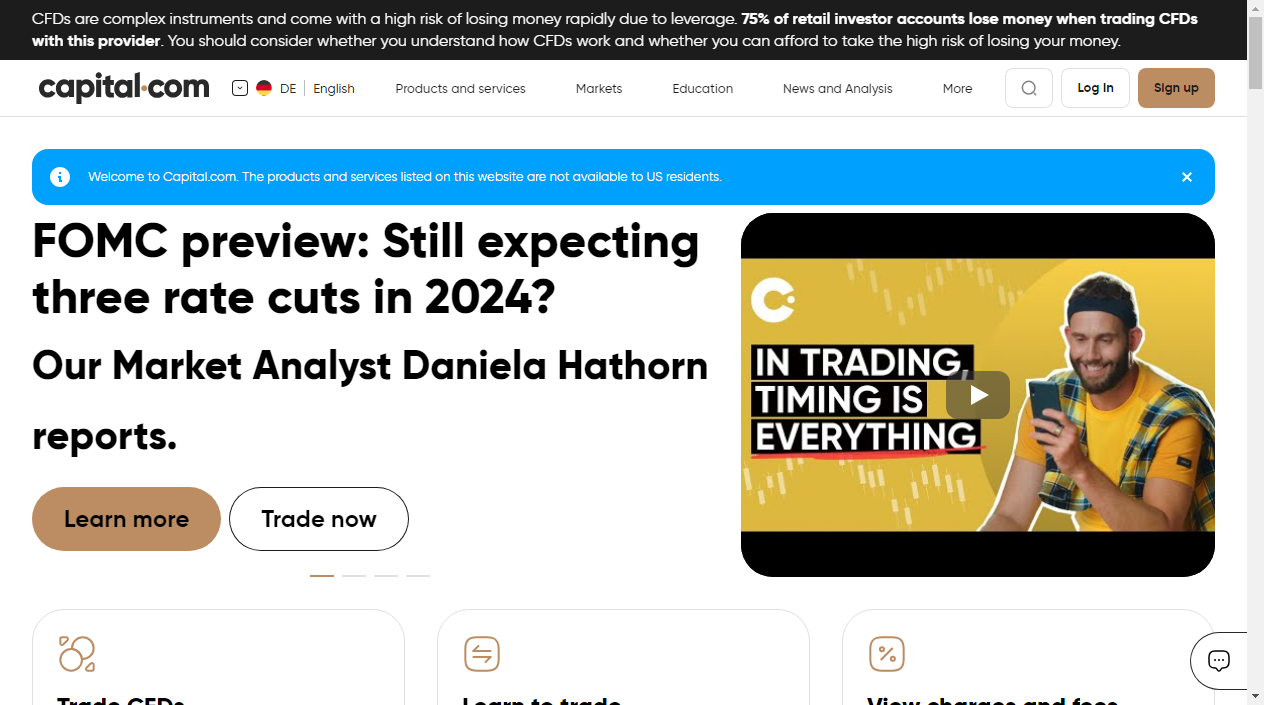 CFDs are complex instruments and come with a high risk of losing money rapidly due to leverage. 75% of retail investor accounts lose money when trading CFDs
with this provider. You should consider whether you understand how CFDs work and whether you can afford to take the high risk of losing your money.
capital.com DE English Products and services Markets Education News and Analysis More Log In Sign up
Welcome to Capital.com. The products and services listed on this website are not available to US residents.
FOMC preview: Still expecting
three rate cuts in 2024?
Our Market Analyst Daniela Hathorn
reports.
Learn more Trade now
IN TRADING,
TIMING IS
EVERYTHING
Trade CFDs Learn to trade View charges and fees